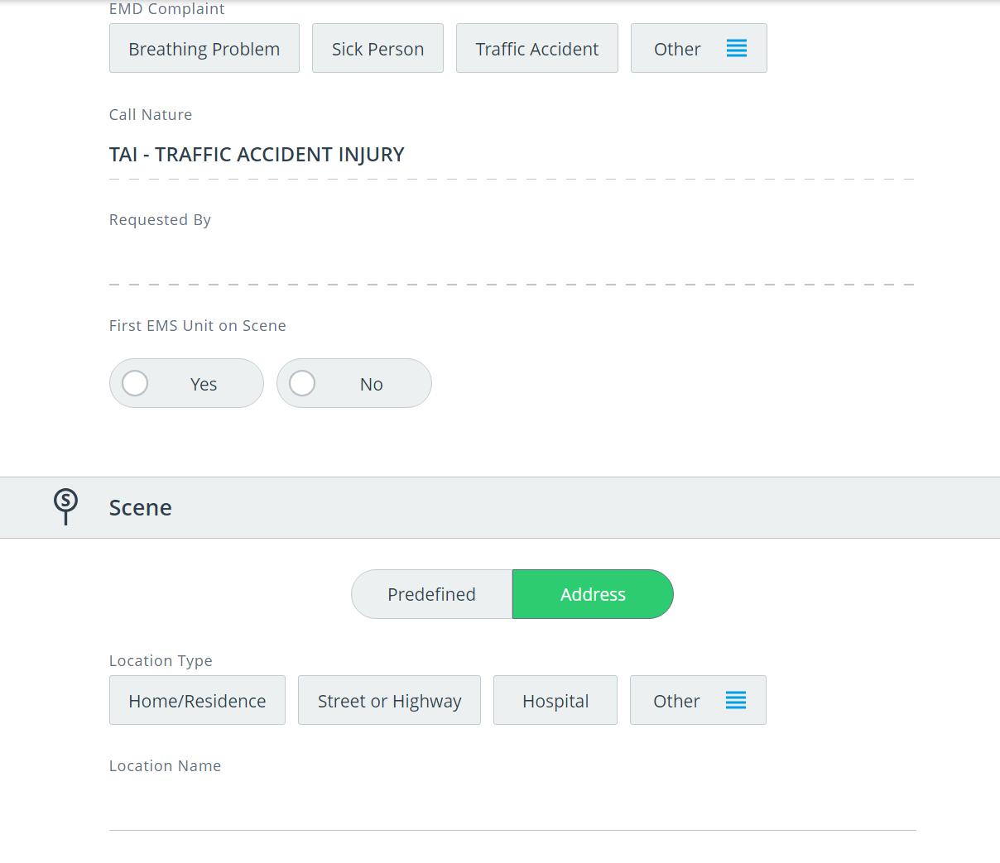 EMD Complaint
Breathing Problem
Sick Person
Traffic Accident
Other
Call Nature
TAI - TRAFFIC ACCIDENT INJURY
Requested By
First EMS Unit on Scene
Yes
No
S
Scene
Predefined
Address
Location Type
Home/Residence
Street or Highway
Hospital
Other
Location Name